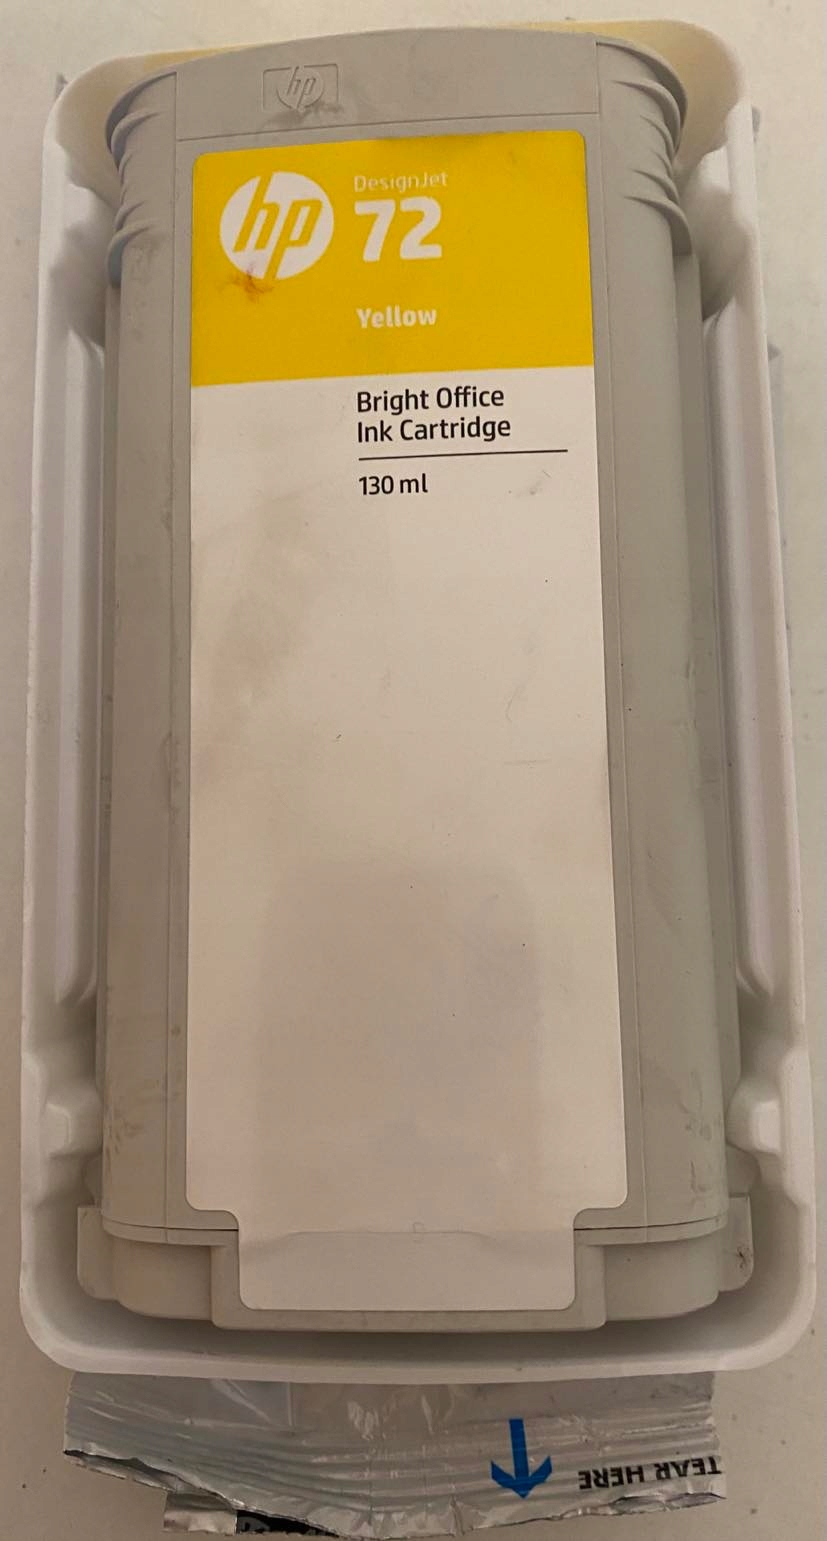 hp
hp
DesignJet
72
Yellow
Bright Office
Ink Cartridge
130 ml
TEAR HERE